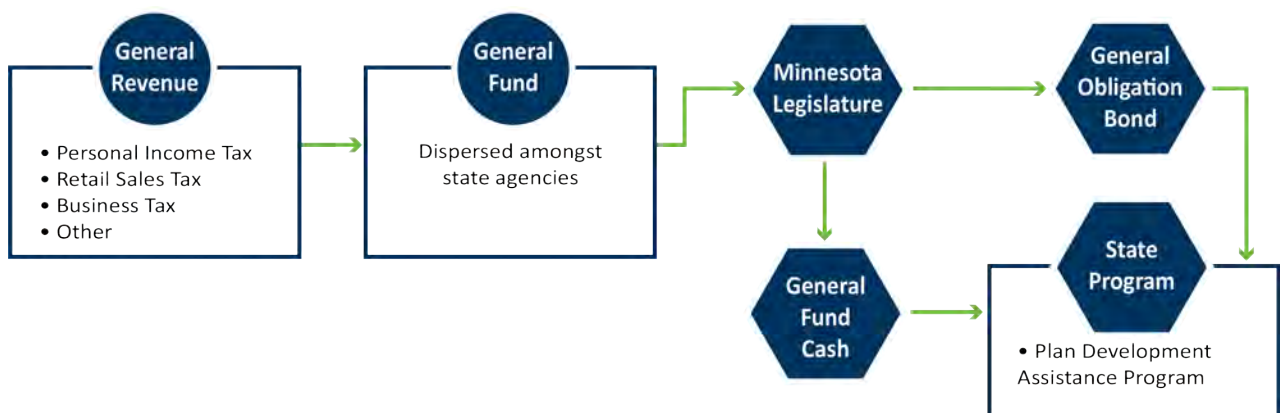 General
Revenue
• Personal Income Tax
• Retail Sales Tax
• Business Tax
• Other
General
Fund
Dispersed amongst
state agencies
Minnesota
Legislature
General
Obligation
Bond
General
Fund
Cash
State
Program
• Plan Development
Assistance Program